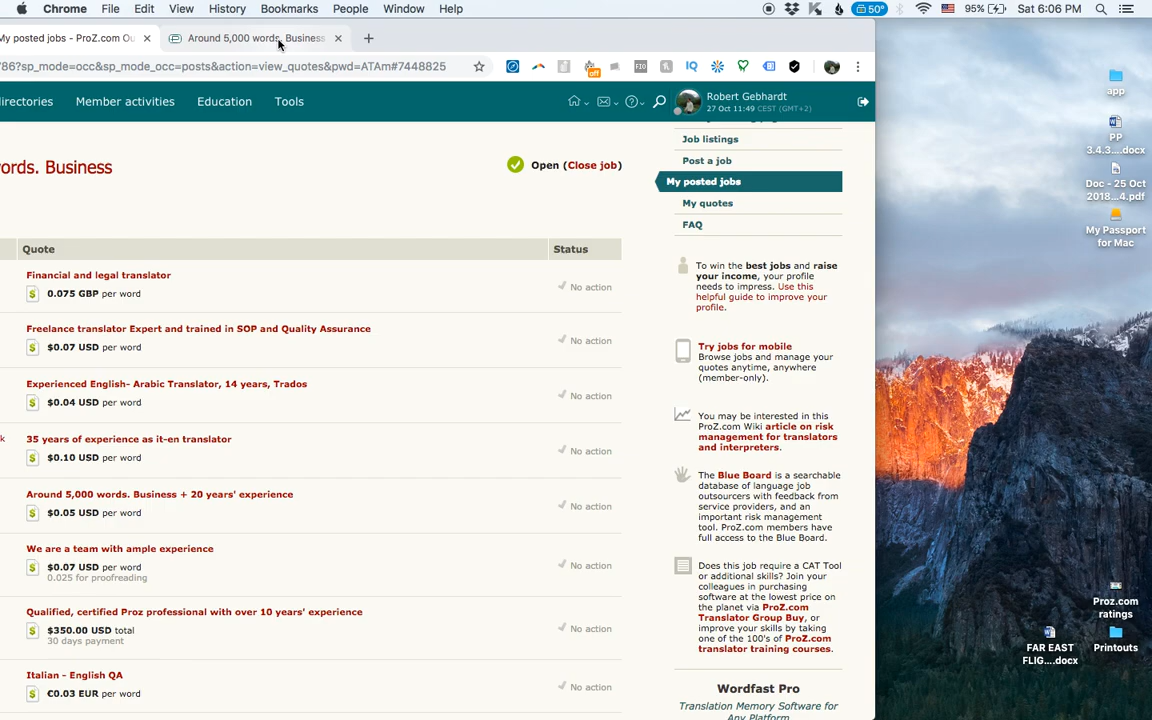 Chrome File Edit View History Bookmarks People Window Help
50° 95% Sat 6:06 PM
My posted jobs - ProZ.com Ou × Around 5,000 words. Business × +
786?sp_mode=occ&sp_mode_occ=posts&action=view_quotes&pwd=ATAm#7448825
off F10 IQ
directories Member activities Education Tools
Robert Gebhardt
27 Oct 11:49 CEST (GMT+2)
ords. Business
Open (Close job)
Quote Status
Financial and legal translator
0.075 GBP per word
No action
Freelance translator Expert and trained in SOP and Quality Assurance
$0.07 USD per word
No action
Experienced English- Arabic Translator, 14 years, Trados
$0.04 USD per word
No action
k
35 years of experience as it-en translator
$0.10 USD per word
No action
Around 5,000 words. Business + 20 years' experience
$0.05 USD per word
No action
We are a team with ample experience
$0.07 USD per word
0.025 for proofreading
No action
Qualified, certified Proz professional with over 10 years' experience
$350.00 USD total
30 days payment
No action
Italian - English QA
€0.03 EUR per word
No action
Job listings
Post a job
My posted jobs
My quotes
FAQ
To win the best jobs and raise
your income, your profile
needs to impress. Use this
helpful guide to improve your
profile.
Try jobs for mobile
Browse jobs and manage your
quotes anytime, anywhere
(member-only).
You may be interested in this
ProZ.com Wiki article on risk
management for translators
and interpreters.
The Blue Board is a searchable
database of language job
outsourcers with feedback from
service providers, and an
important risk management
tool. ProZ.com members have
full access to the Blue Board.
Does this job require a CAT Tool
or additional skills? Join your
colleagues in purchasing
software at the lowest price on
the planet via ProZ.com
Translator Group Buy, or
improve your skills by taking
one of the 100's of ProZ.com
translator training courses.
Wordfast Pro
Translation Memory Software for
Any Platform
app
PP
3.4.3....docx
Doc - 25 Oct
2018...4.pdf
My Passport
for Mac
Proz.com
ratings
FAR EAST
FLIG....docx
Printouts